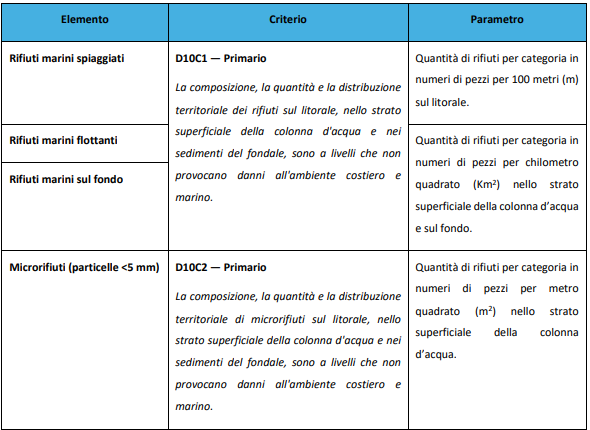 Elemento
Criterio
Parametro
Rifiuti marini spiaggiati
D10C1 — Primario
La composizione, la quantità e la distribuzione
territoriale dei rifiuti sul litorale, nello strato
superficiale della colonna d'acqua e nei
sedimenti del fondale, sono a livelli che non
provocano danni all'ambiente costiero e
marino.
Quantità di rifiuti per categoria in
numeri di pezzi per 100 metri (m)
sul litorale.
Rifiuti marini flottanti
Rifiuti marini sul fondo
Quantità di rifiuti per categoria in
numeri di pezzi per chilometro
quadrato (Km²) nello strato
superficiale della colonna d’acqua
e sul fondo.
Microrifiuti (particelle <5 mm)
D10C2 — Primario
La composizione, la quantità e la distribuzione
territoriale di microrifiuti sul litorale, nello
strato superficiale della colonna d'acqua e nei
sedimenti del fondale, sono a livelli che non
provocano danni all'ambiente costiero e
marino.
Quantità di rifiuti per categoria in
numeri di pezzi per metro
quadrato (m²) nello strato
superficiale della colonna
d’acqua.